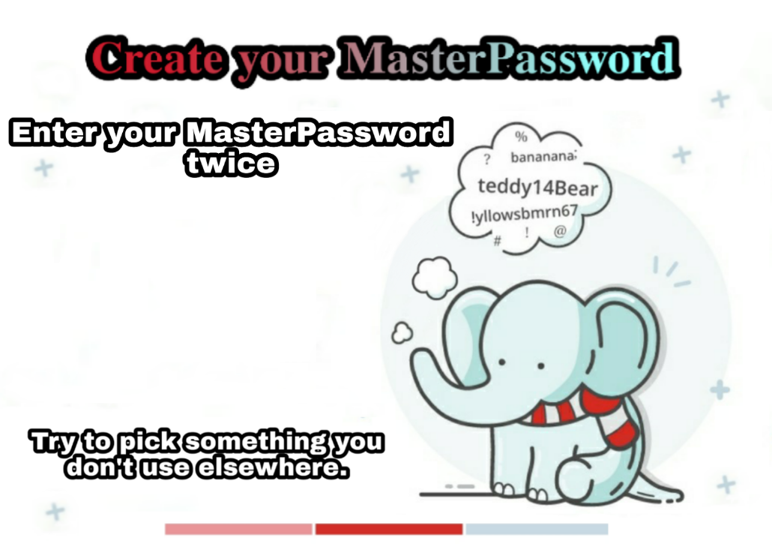 Create your MasterPassword
Enter your MasterPassword
twice
%
? bananana;
teddy14Bear
!yllowsbmrn67
# ! @
Try to pick something you
don't use elsewhere.